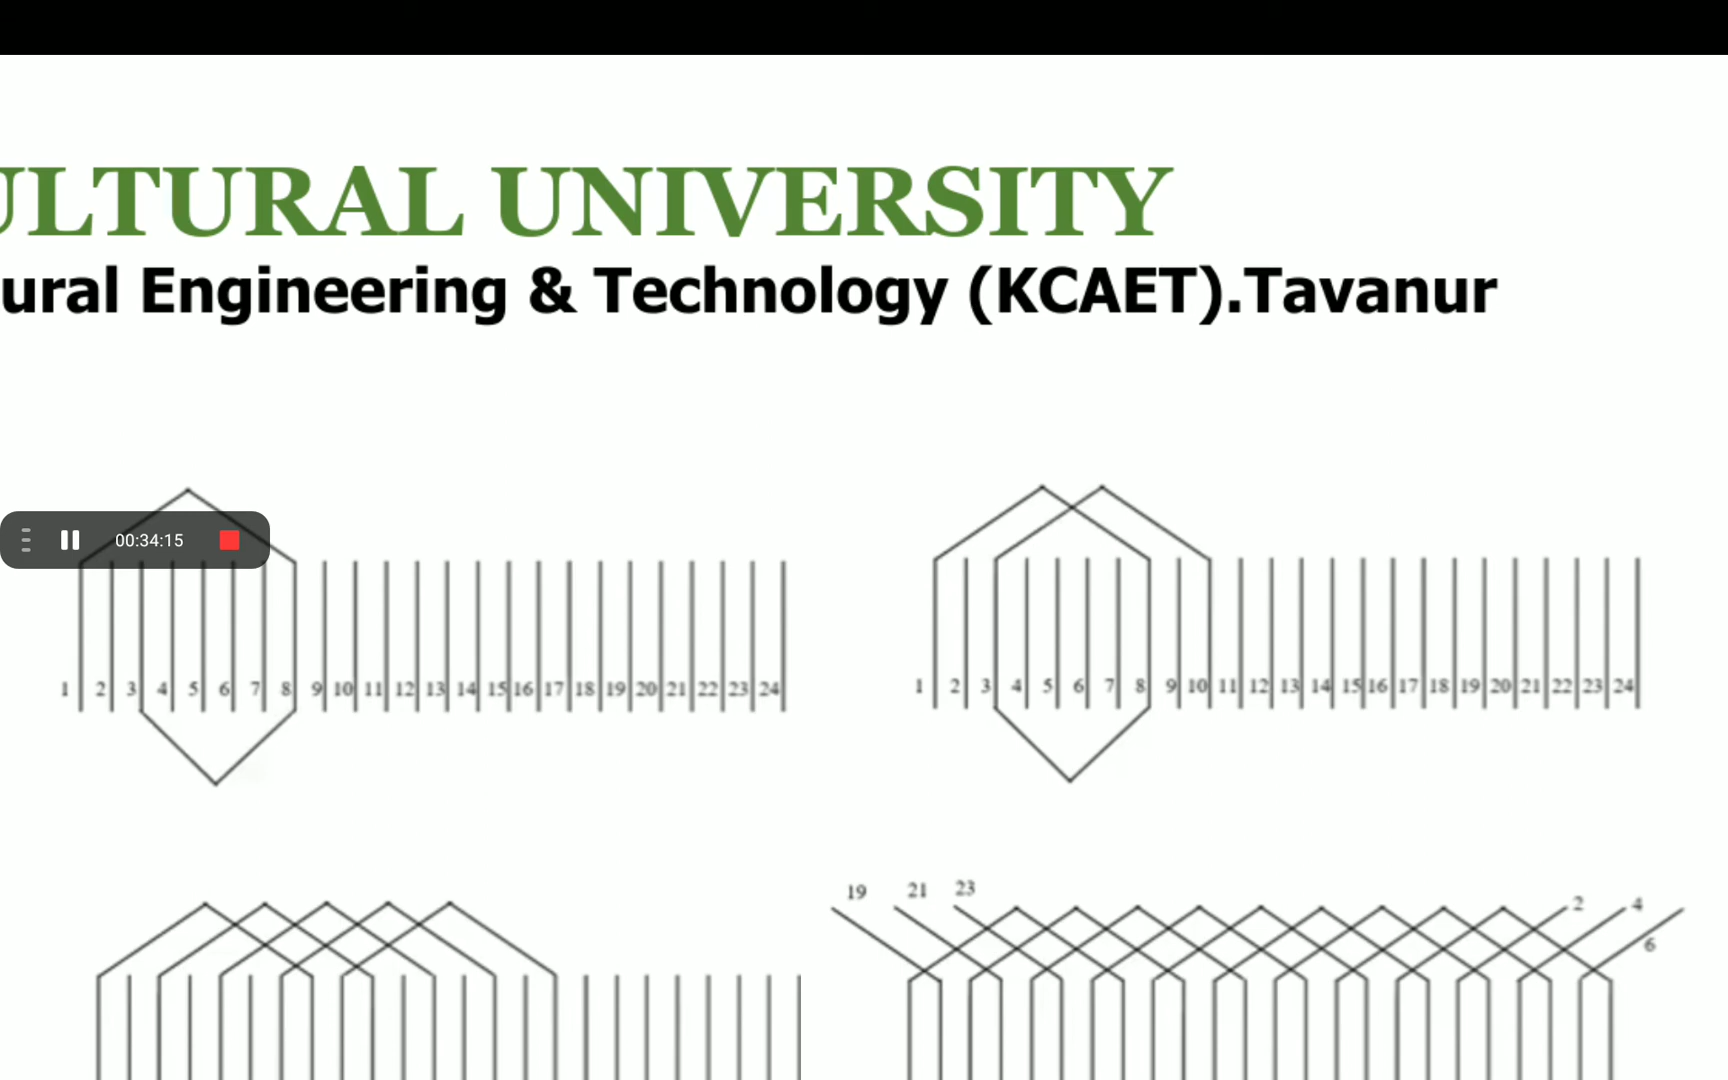 ULTURAL UNIVERSITY
ural Engineering & Technology (KCAET).Tavanur
00:34:15
1 2 3 4 5 6 7 8 9 10 11 12 13 14 15 16 17 18 19 20 21 22 23 24
1 2 3 4 5 6 7 8 9 10 11 12 13 14 15 16 17 18 19 20 21 22 23 24
19 21 23 2 4
6